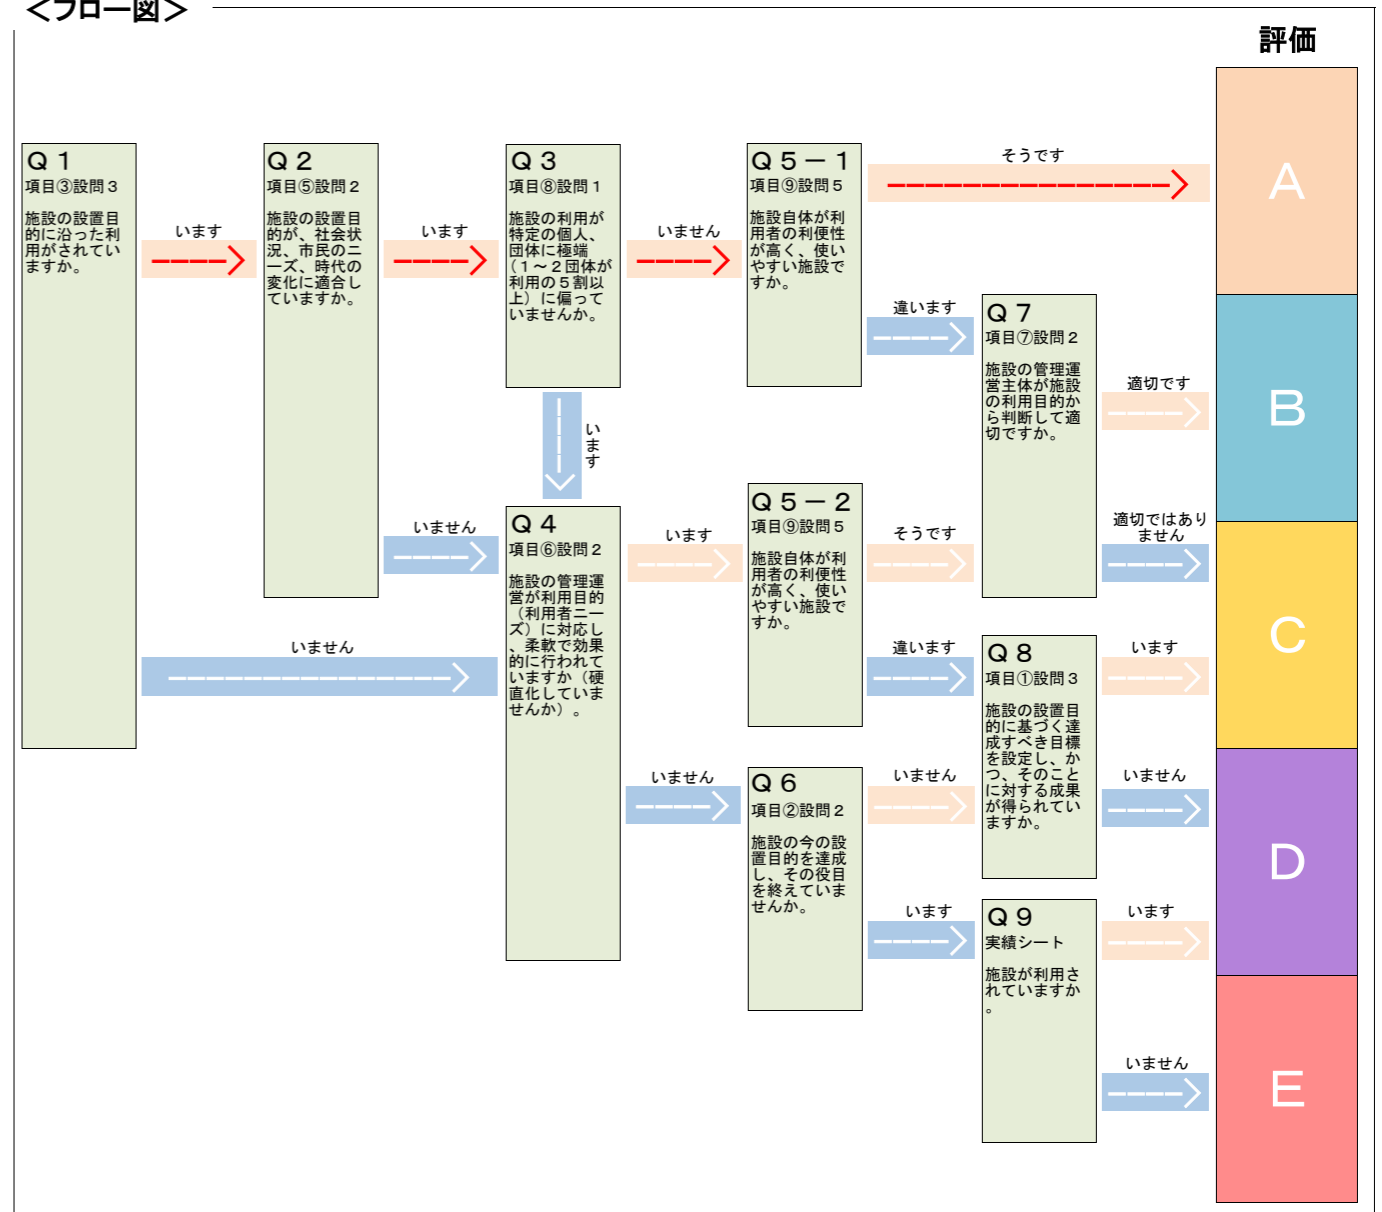 ＜フロー図＞
評価
Ｑ１
項目③設問３
施設の設置目
的に沿った利
用がされてい
ますか。
います
Ｑ２
項目⑤設問２
施設の設置目
的が、社会状
況、市民のニ
ーズ、時代の
変化に適合し
ていますか。
います
Ｑ３
項目⑧設問１
施設の利用が
特定の個人、
団体に極端
（１～２団体が
利用の５割以
上）に偏って
いませんか。
いません
Ｑ５－１
項目⑨設問５
施設自体が利
用者の利便性
が高く、使い
やすい施設で
すか。
そうです
A
違います
Ｑ７
項目⑦設問２
施設の管理運
営主体が施設
の利用目的か
ら判断して適
切ですか。
適切です
B
適切ではあり
ません
います
いません
いません
Ｑ４
項目⑥設問２
施設の管理運
営が利用目的
（利用者ニー
ズ）に対応し
、柔軟で効果
的に行われて
いますか（硬
直化していま
せんか）。
います
Ｑ５－２
項目⑨設問５
施設自体が利
用者の利便性
が高く、使い
やすい施設で
すか。
そうです
違います
Ｑ８
項目①設問３
施設の設置目
的に基づく達
成すべき目標
を設定し、か
つ、そのこと
に対する成果
が得られてい
ますか。
います
C
いません
いません
Ｑ６
項目②設問２
施設の今の設
置目的を達成
し、その役目
を終えていま
せんか。
いません
D
います
Ｑ９
実績シート
施設が利用さ
れていますか
。
います
いません
E